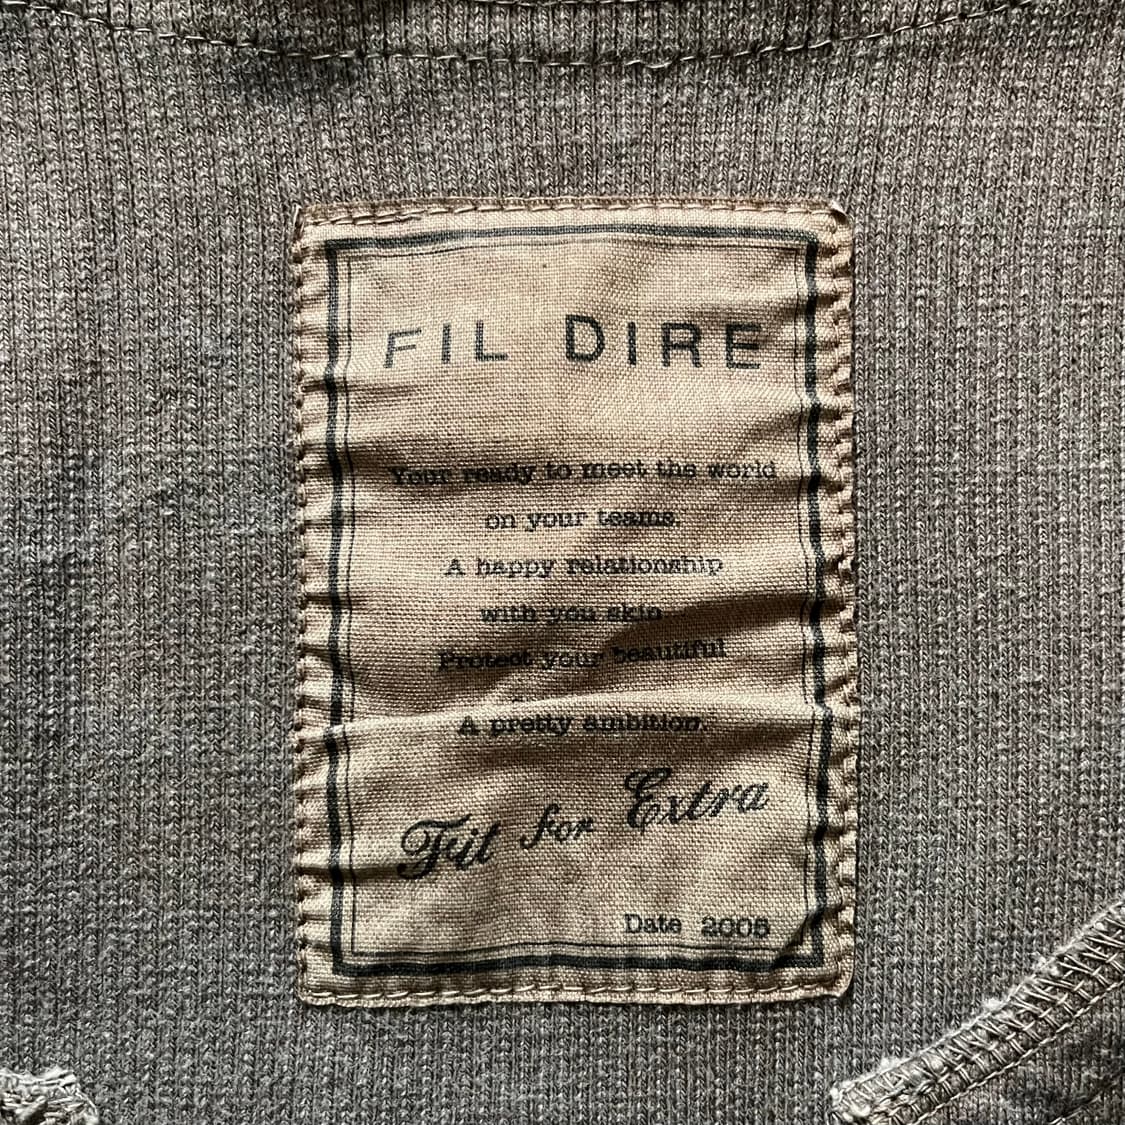 FIL DIRE
Your ready to meet the world
on your teams.
A happy relationship
with you skin
Protect your beautiful
A pretty ambition.
Fit for Extra
Date 2005